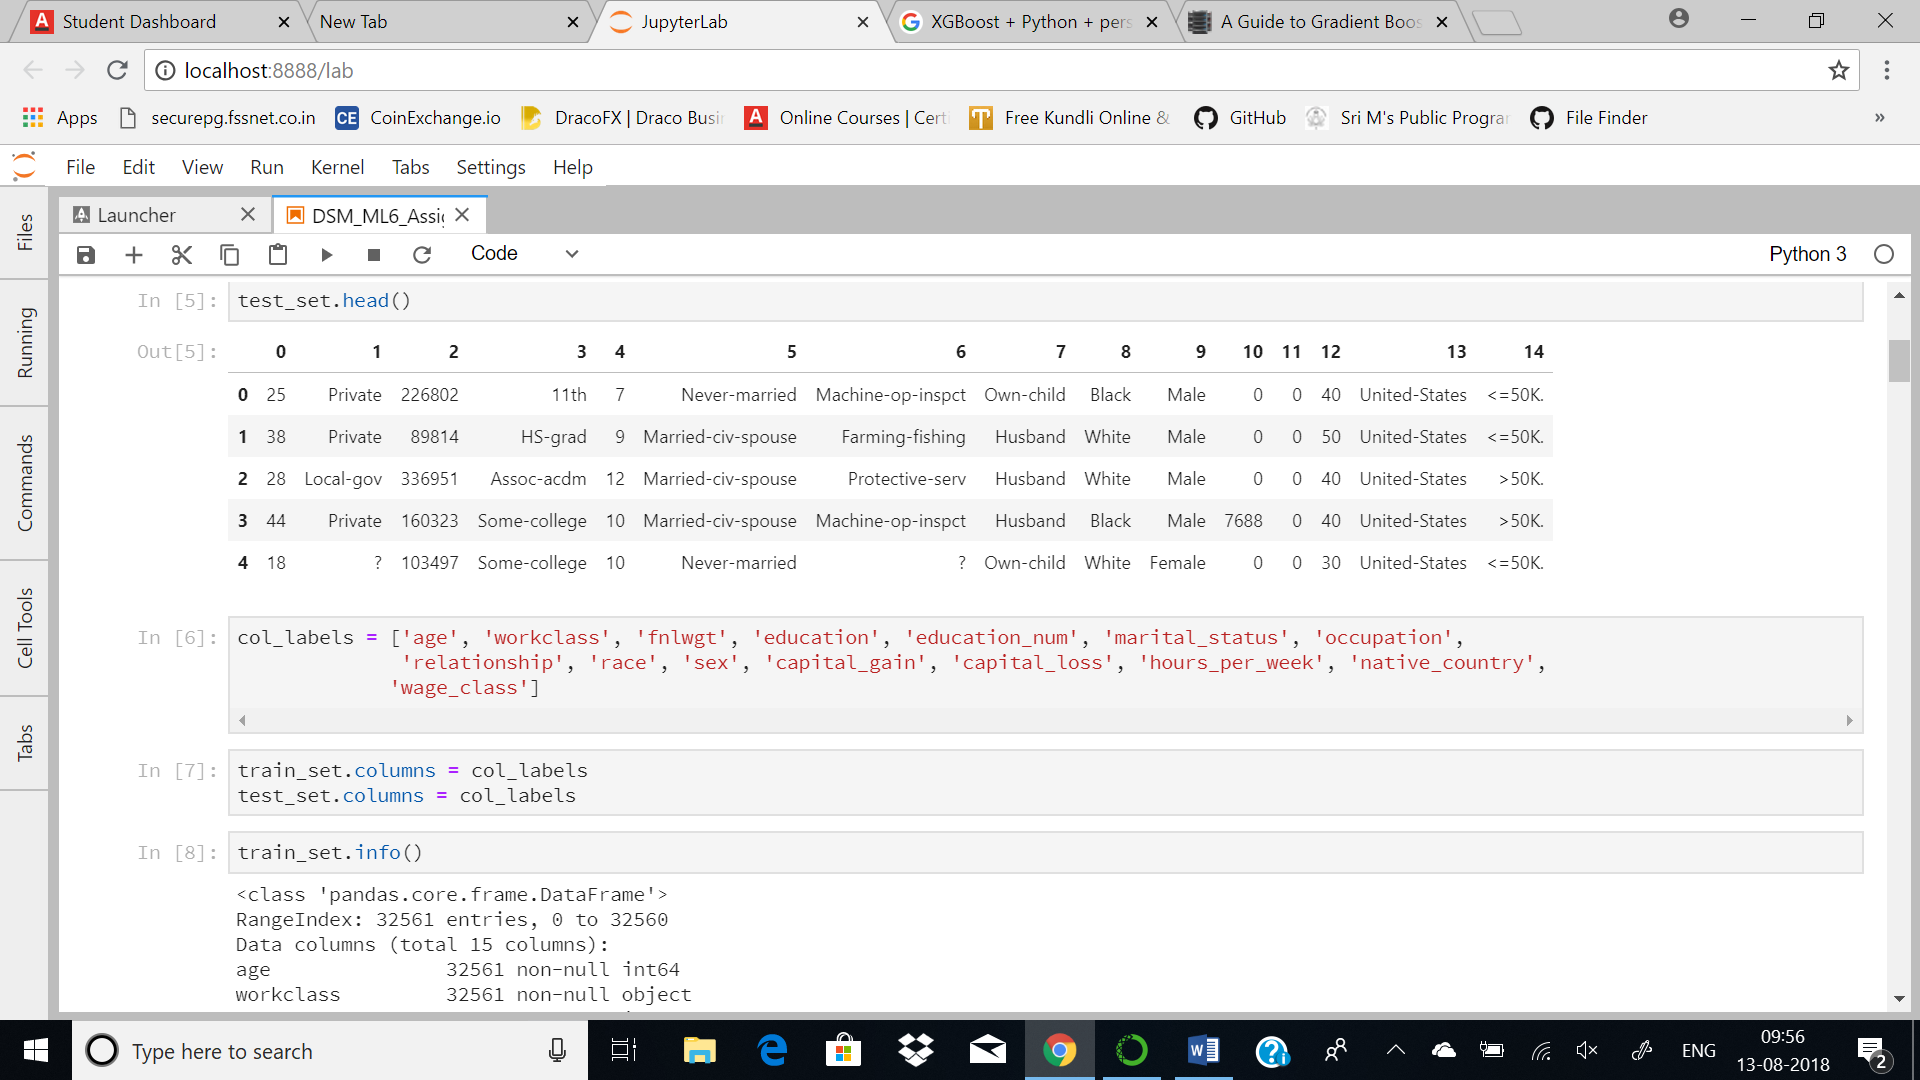 Student Dashboard
New Tab
JupyterLab
XGBoost + Python + pers
A Guide to Gradient Boos
localhost:8888/lab
Apps securepg.fssnet.co.in CoinExchange.io DracoFX | Draco Busi Online Courses | Certi Free Kundli Online & GitHub Sri M's Public Program File Finder »
File Edit View Run Kernel Tabs Settings Help
Launcher DSM_ML6_Assig
Code Python 3
Files
Running
Commands
Cell Tools
Tabs
In [5]: test_set.head()
Out[5]: 0 1 2 3 4 5 6 7 8 9 10 11 12 13 14
0 25 Private 226802 11th 7 Never-married Machine-op-inspct Own-child Black Male 0 0 40 United-States <=50K.
1 38 Private 89814 HS-grad 9 Married-civ-spouse Farming-fishing Husband White Male 0 0 50 United-States <=50K.
2 28 Local-gov 336951 Assoc-acdm 12 Married-civ-spouse Protective-serv Husband White Male 0 0 40 United-States >50K.
3 44 Private 160323 Some-college 10 Married-civ-spouse Machine-op-inspct Husband Black Male 7688 0 40 United-States >50K.
4 18 ? 103497 Some-college 10 Never-married ? Own-child White Female 0 0 30 United-States <=50K.
In [6]: col_labels = ['age', 'workclass', 'fnlwgt', 'education', 'education_num', 'marital_status', 'occupation',
'relationship', 'race', 'sex', 'capital_gain', 'capital_loss', 'hours_per_week', 'native_country',
'wage_class']
In [7]: train_set.columns = col_labels
test_set.columns = col_labels
In [8]: train_set.info()
<class 'pandas.core.frame.DataFrame'>
RangeIndex: 32561 entries, 0 to 32560
Data columns (total 15 columns):
age 32561 non-null int64
workclass 32561 non-null object
Type here to search
ENG
09:56
13-08-2018
2